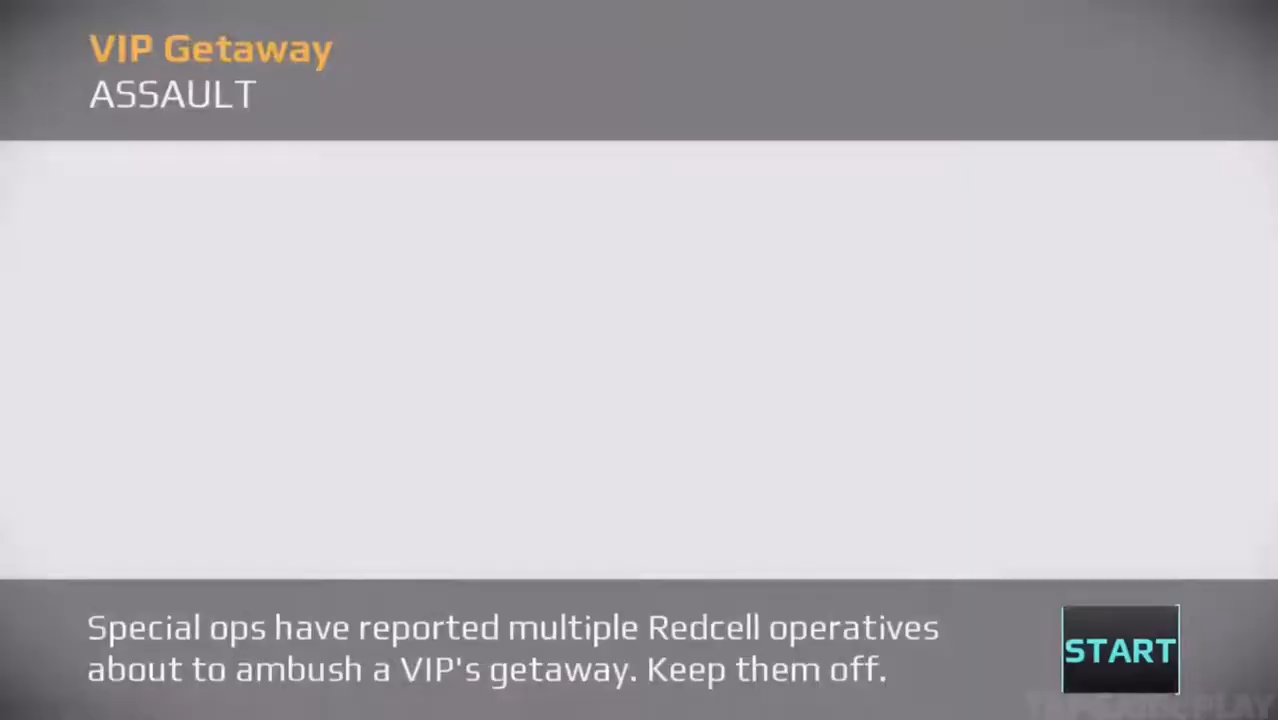 VIP Getaway
ASSAULT
Special ops have reported multiple Redcell operatives
about to ambush a VIP's getaway. Keep them off.
START